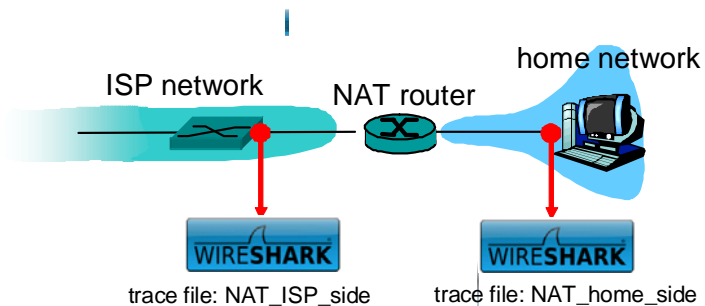 home network
ISP network
NAT router
WIRESHARK
WIRESHARK
trace file: NAT_ISP_side
trace file: NAT_home_side